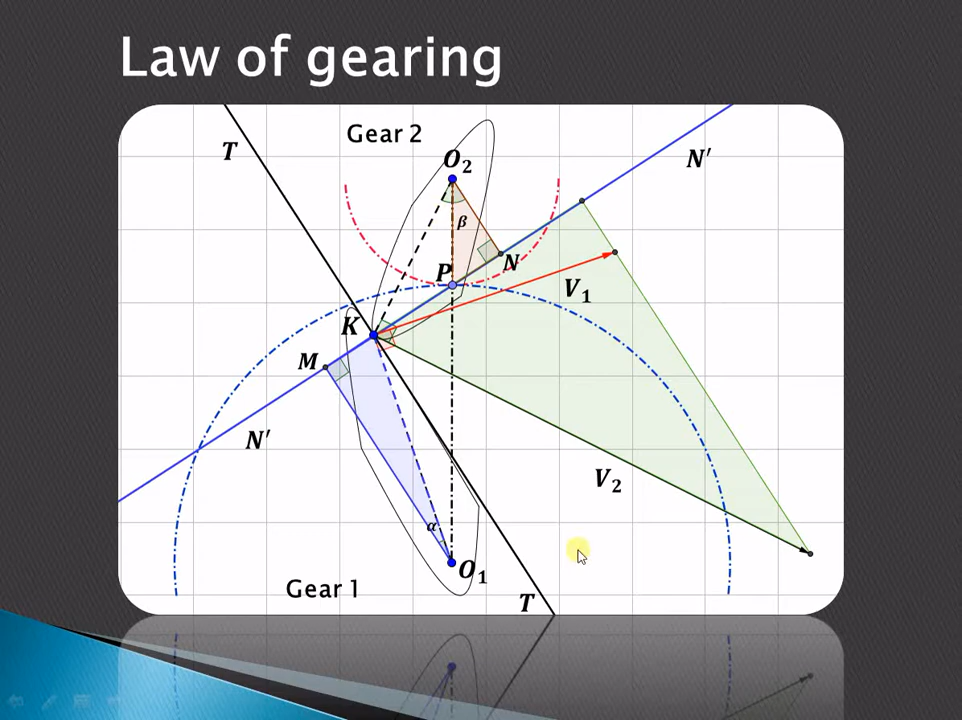 Law of gearing
Gear 2
T
O₂
N′
β
N
P
V₁
K
M
N′
V₂
α
O₁
Gear 1
T